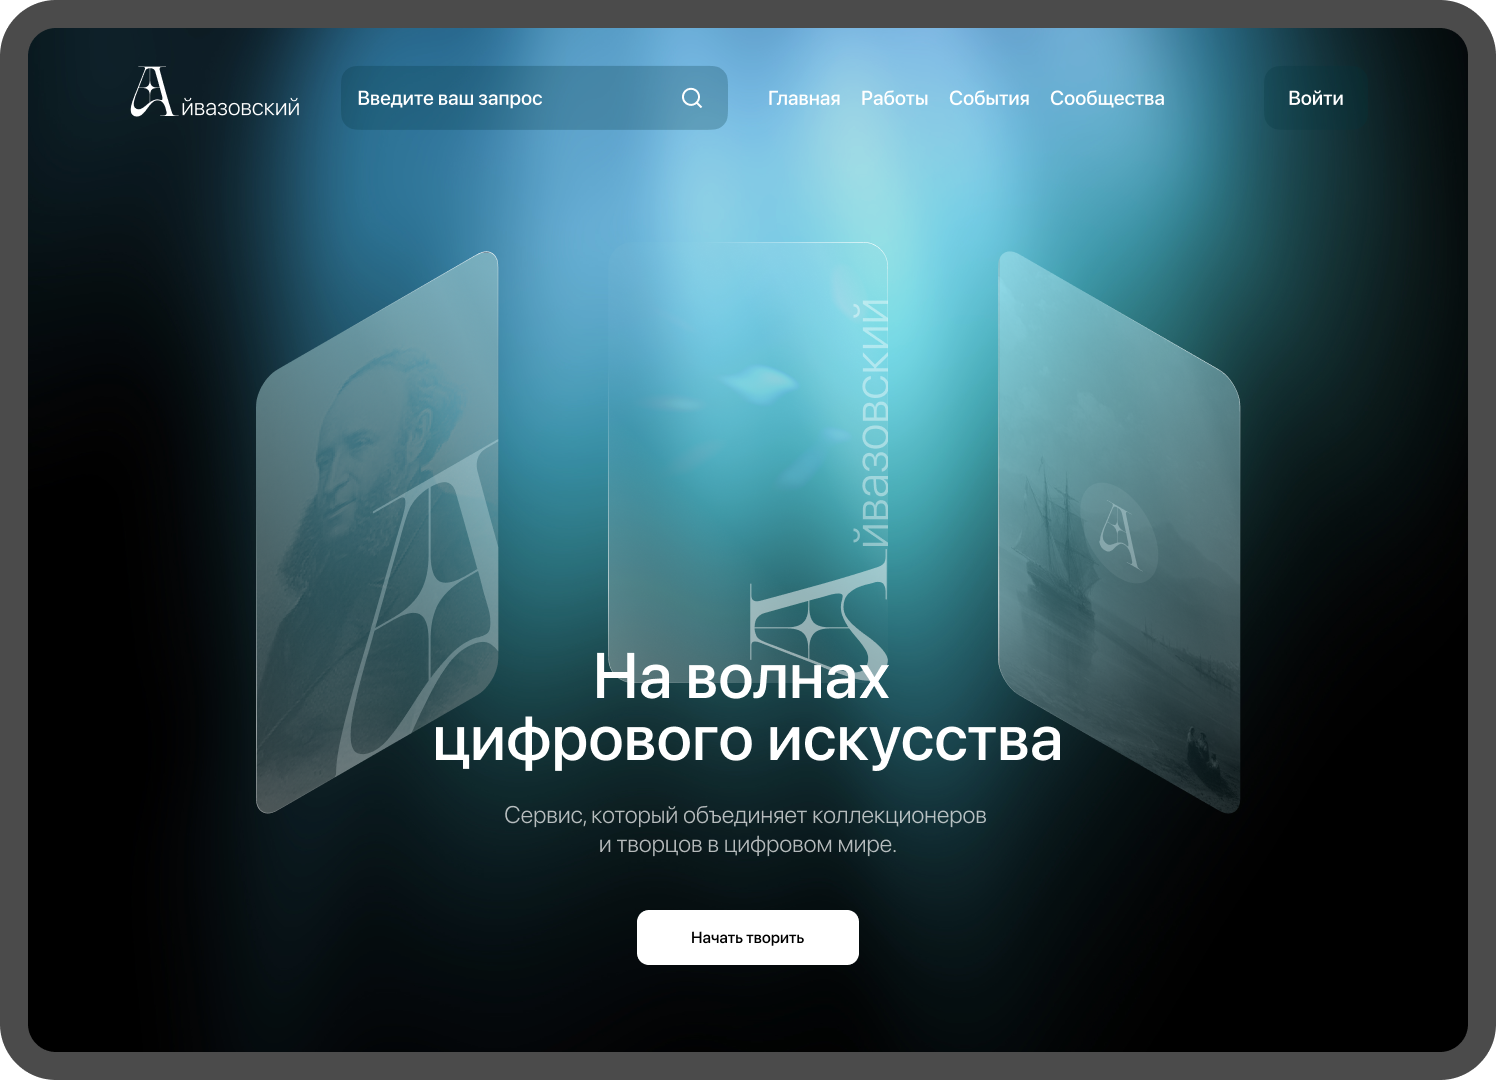 Айвазовский
Введите ваш запрос
Главная Работы События Сообщества
Войти
Айвазовский
А
А
На волнах
цифрового искусства
Сервис, который объединяет коллекционеров
и творцов в цифровом мире.
Начать творить